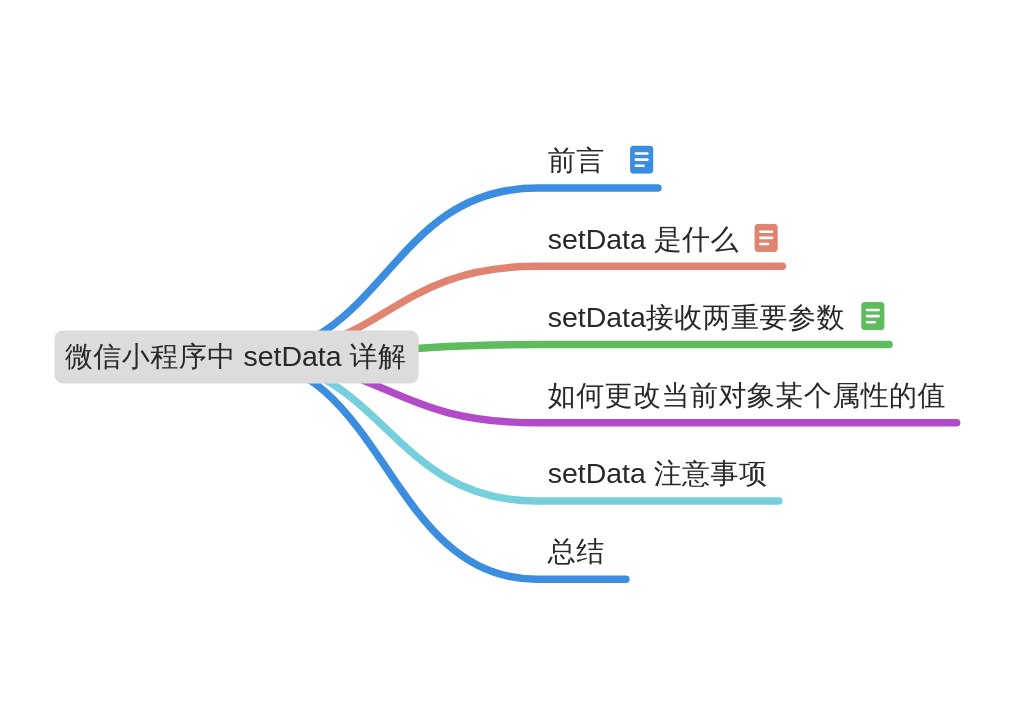 前言
setData 是什么
setData接收两重要参数
微信小程序中 setData 详解
如何更改当前对象某个属性的值
setData 注意事项
总结